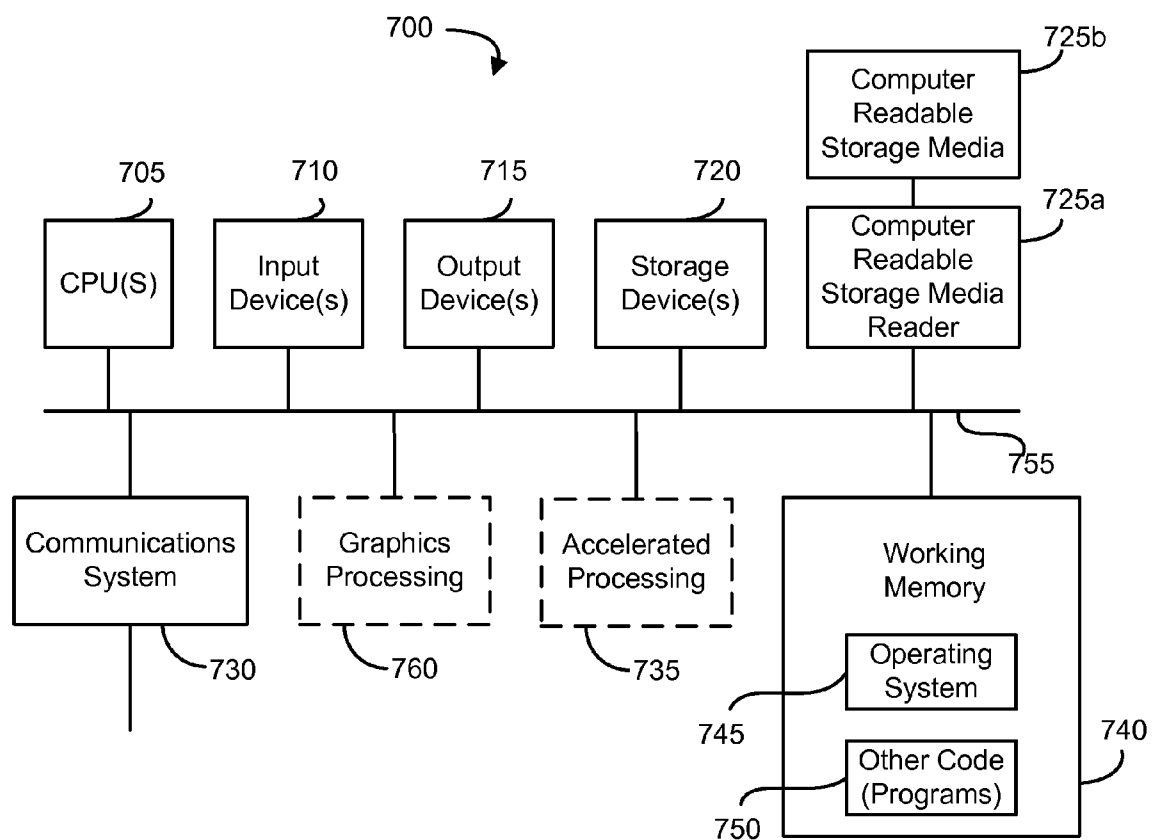 700
725b
Computer
Readable
Storage Media
705
710
715
720
725a
CPU(S)
Input
Device(s)
Output
Device(s)
Storage
Device(s)
Computer
Readable
Storage Media
Reader
755
Communications
System
Graphics
Processing
Accelerated
Processing
Working
Memory
730
760
735
Operating
System
745
740
Other Code
(Programs)
750